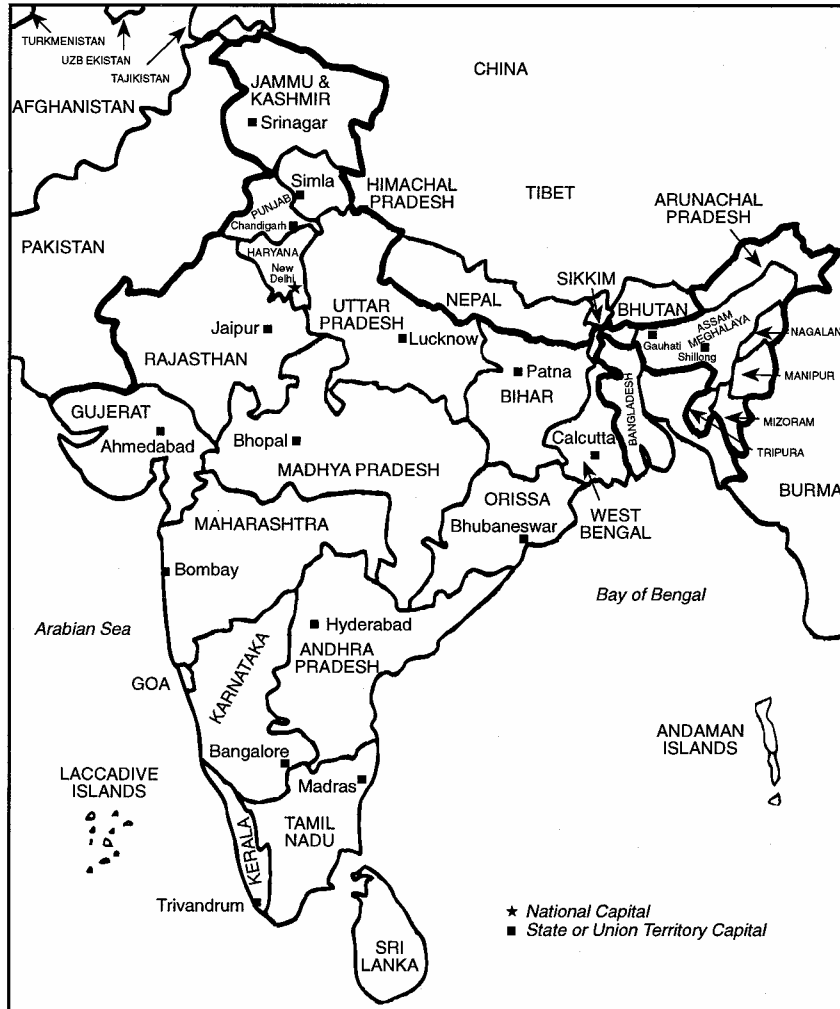 TURKMENISTAN
UZB EKISTAN
TAJIKISTAN
CHINA
AFGHANISTAN
JAMMU &
KASHMIR
Srinagar
Simla
HIMACHAL
PRADESH
TIBET
ARUNACHAL
PRADESH
PUNJAB
Chandigarh
PAKISTAN
HARYANA
New
Delhi
SIKKIM
NEPAL
BHUTAN
UTTAR
PRADESH
ASSAM
MEGHALAYA
Jaipur
Lucknow
Gauhati
Shillong
NAGALAN
RAJASTHAN
Patna
BIHAR
MANIPUR
GUJERAT
Ahmedabad
Bhopal
MADHYA PRADESH
Calcutta
BANGLADESH
MIZORAM
TRIPURA
BURMA
ORISSA
Bhubaneswar
WEST
BENGAL
MAHARASHTRA
Bombay
Bay of Bengal
Arabian Sea
Hyderabad
ANDHRA
PRADESH
GOA
KARNATAKA
ANDAMAN
ISLANDS
Bangalore
LACCADIVE
ISLANDS
Madras
TAMIL
NADU
KERALA
Trivandrum
SRI
LANKA
National Capital
State or Union Territory Capital